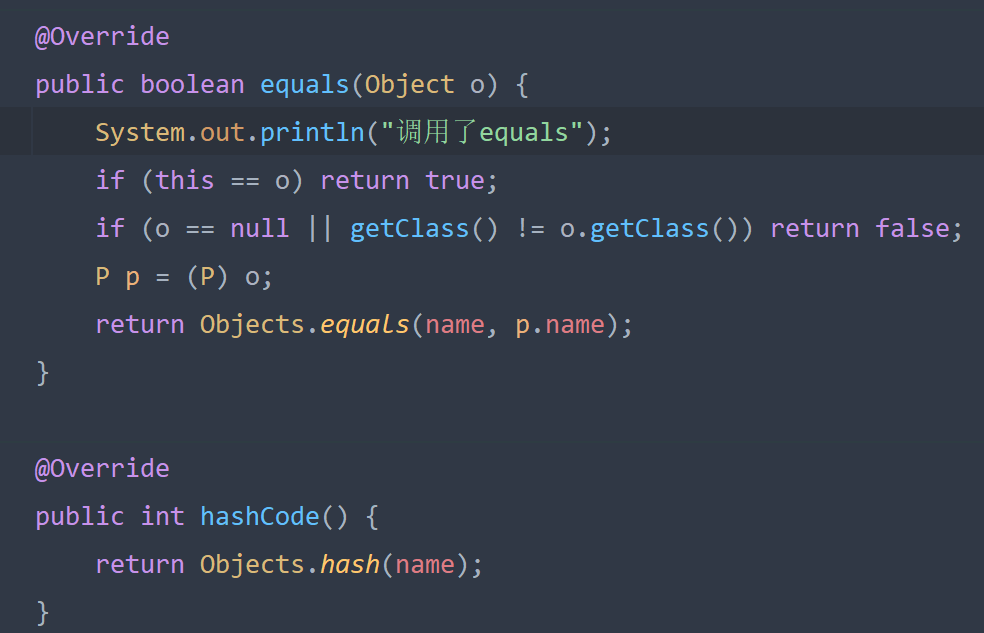 @Override
public boolean equals(Object o) {
    System.out.println("调用了equals");
    if (this == o) return true;
    if (o == null || getClass() != o.getClass()) return false;
    P p = (P) o;
    return Objects.equals(name, p.name);
}
@Override
public int hashCode() {
    return Objects.hash(name);
}